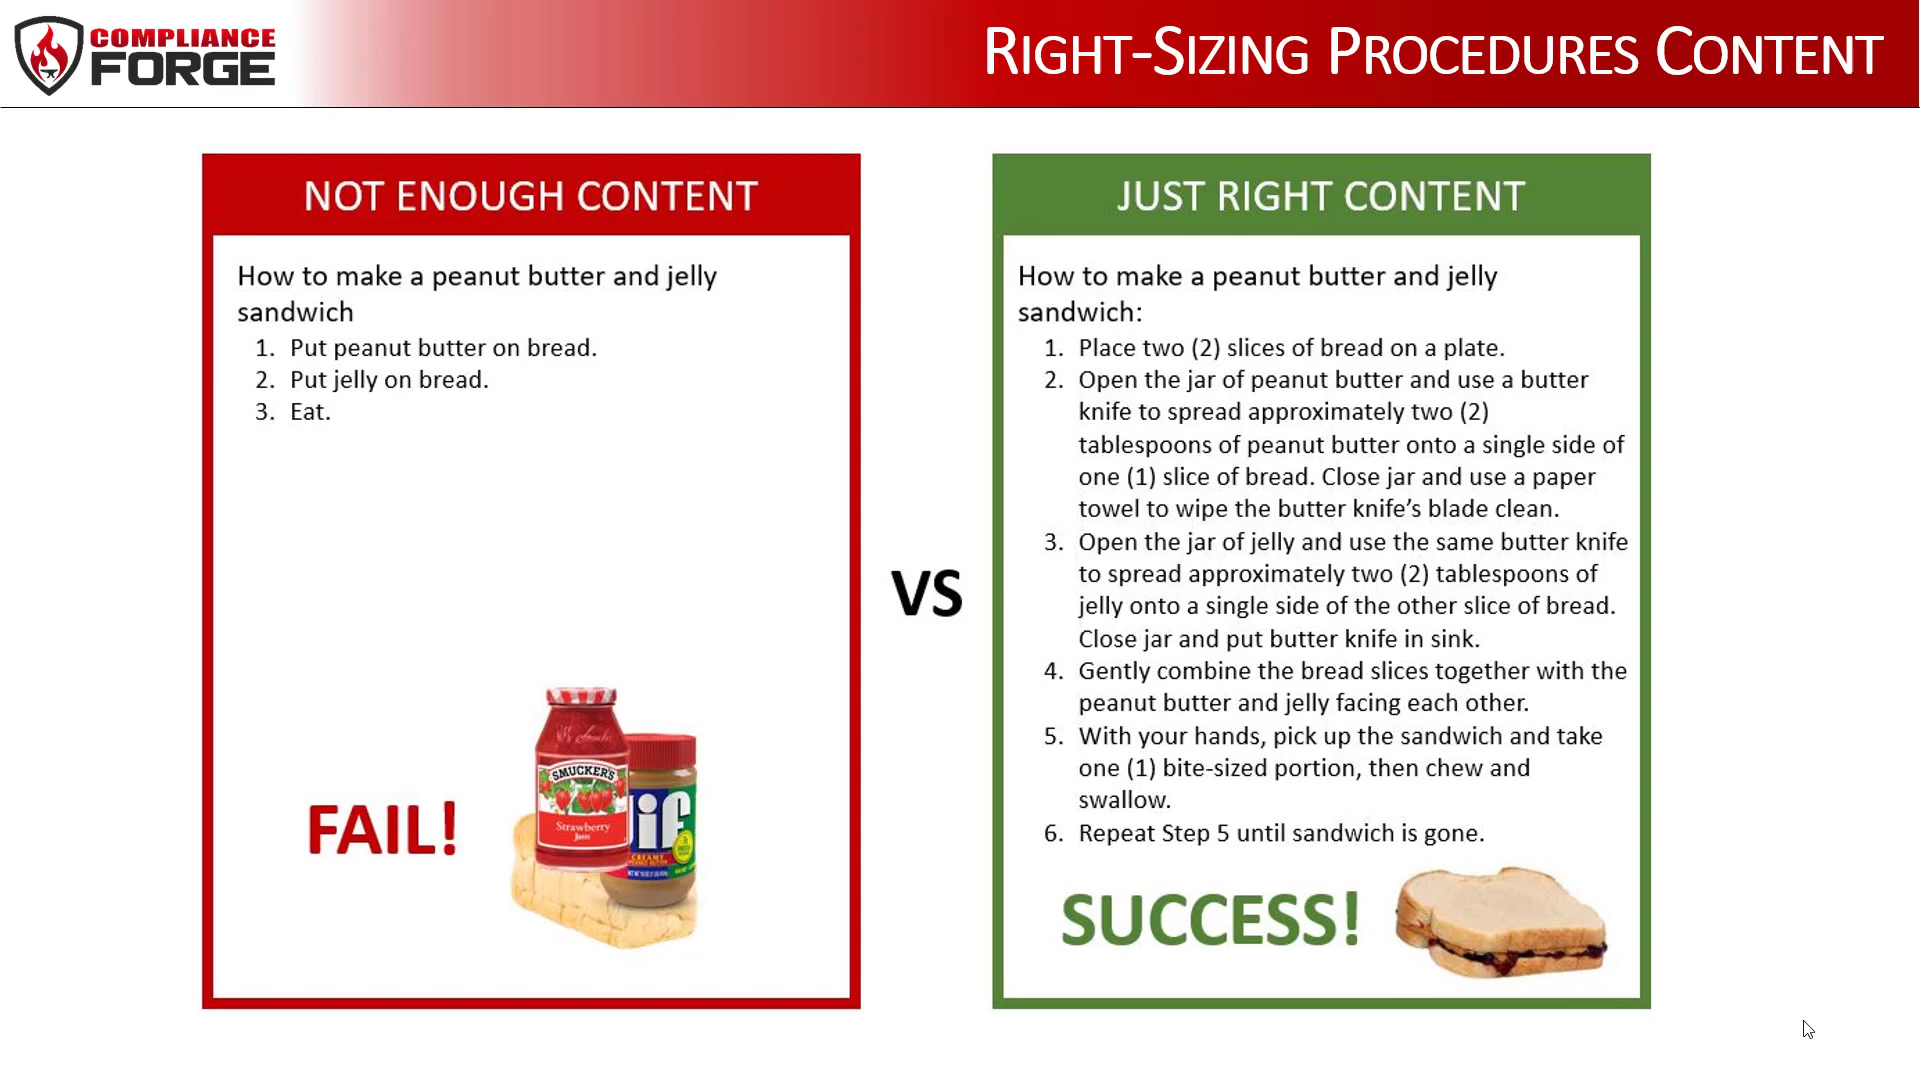 COMPLIANCE
FORGE
RIGHT-SIZING PROCEDURES CONTENT
NOT ENOUGH CONTENT
How to make a peanut butter and jelly
sandwich
1. Put peanut butter on bread.
2. Put jelly on bread.
3. Eat.
FAIL!
SMUCKER'S
Strawberry
Jam
Jif
CREAMY
PEANUT BUTTER
VS
JUST RIGHT CONTENT
How to make a peanut butter and jelly
sandwich:
1. Place two (2) slices of bread on a plate.
2. Open the jar of peanut butter and use a butter
knife to spread approximately two (2)
tablespoons of peanut butter onto a single side of
one (1) slice of bread. Close jar and use a paper
towel to wipe the butter knife’s blade clean.
3. Open the jar of jelly and use the same butter knife
to spread approximately two (2) tablespoons of
jelly onto a single side of the other slice of bread.
Close jar and put butter knife in sink.
4. Gently combine the bread slices together with the
peanut butter and jelly facing each other.
5. With your hands, pick up the sandwich and take
one (1) bite-sized portion, then chew and
swallow.
6. Repeat Step 5 until sandwich is gone.
SUCCESS!